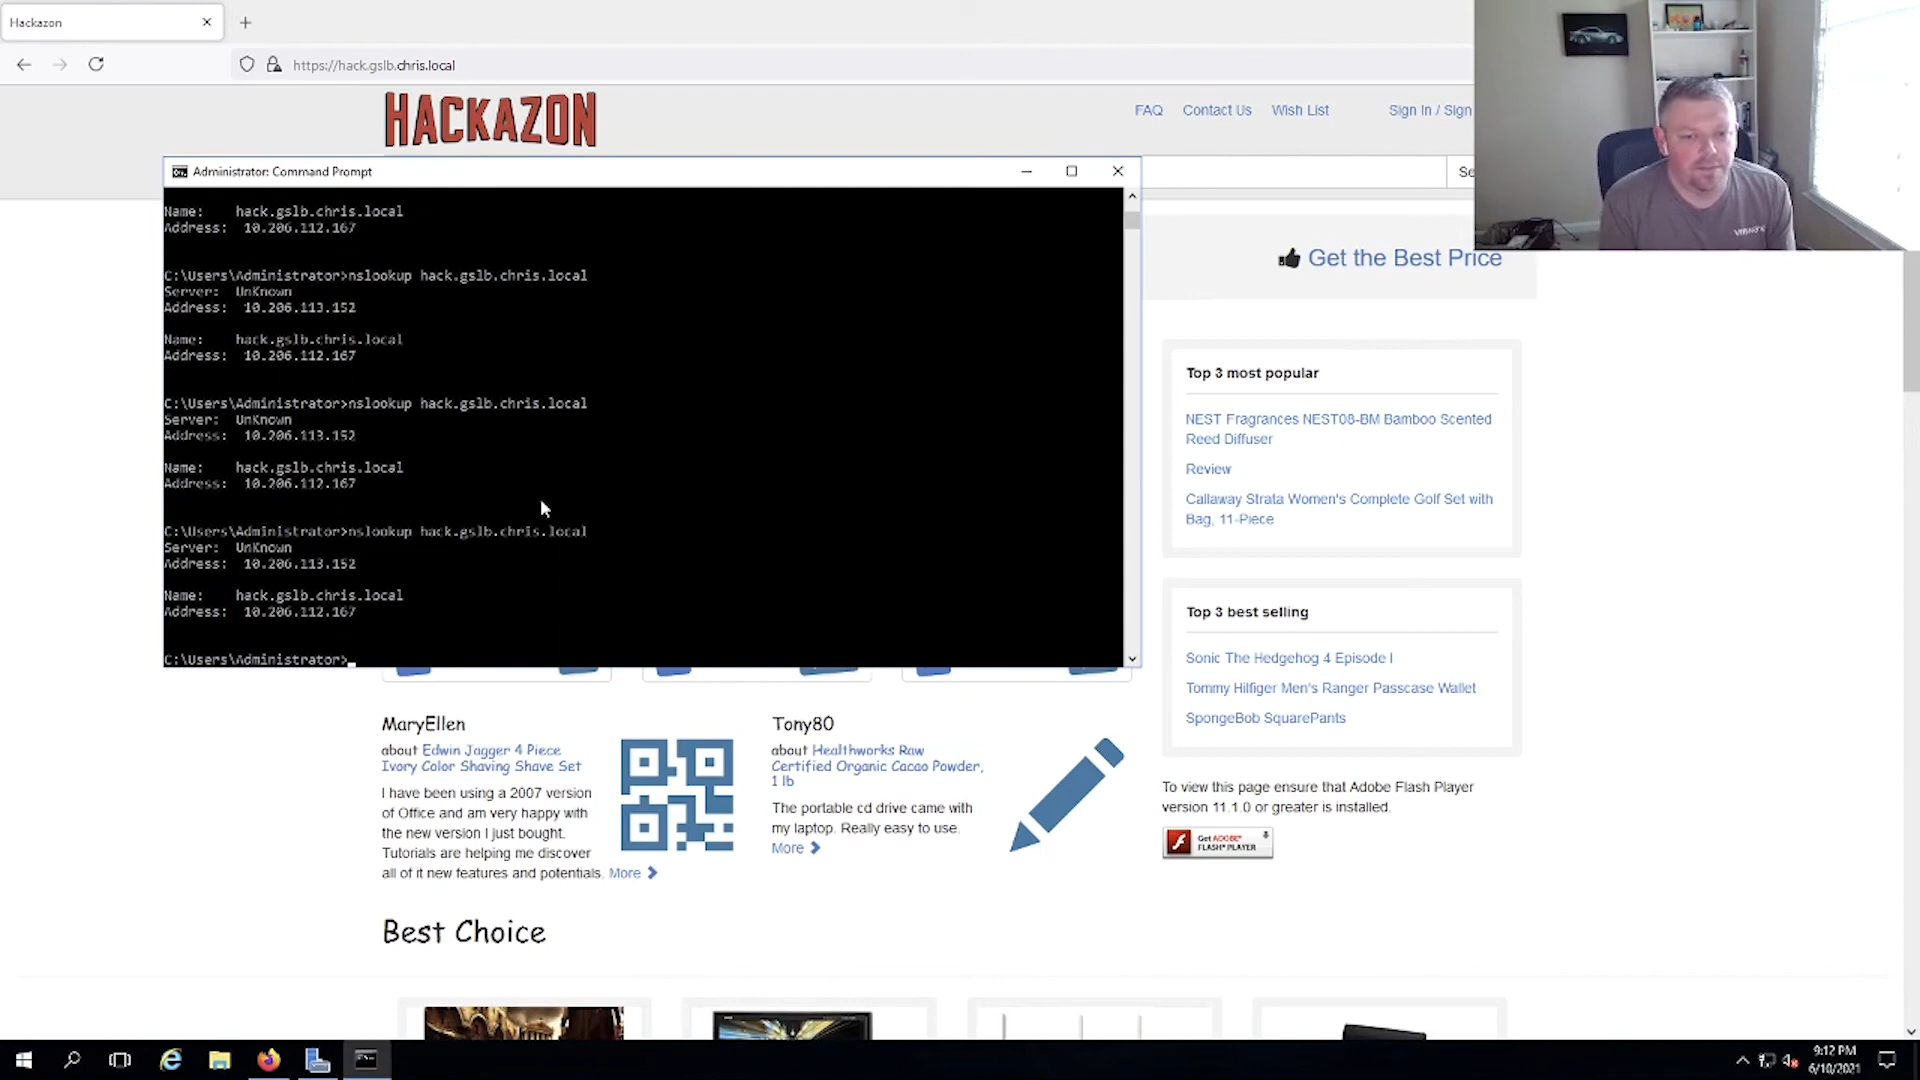 Hackazon
https://hack.gslb.chris.local
HACKAZON
FAQ
Contact Us
Wish List
Sign In / Sign
Se
Administrator: Command Prompt
Name: hack.gslb.chris.local
Address: 10.206.112.167
C:\Users\Administrator>nslookup hack.gslb.chris.local
Server: UnKnown
Address: 10.206.113.152
Name: hack.gslb.chris.local
Address: 10.206.112.167
C:\Users\Administrator>nslookup hack.gslb.chris.local
Server: UnKnown
Address: 10.206.113.152
Name: hack.gslb.chris.local
Address: 10.206.112.167
C:\Users\Administrator>nslookup hack.gslb.chris.local
Server: UnKnown
Address: 10.206.113.152
Name: hack.gslb.chris.local
Address: 10.206.112.167
C:\Users\Administrator>
Get the Best Price
Top 3 most popular
NEST Fragrances NEST08-BM Bamboo Scented
Reed Diffuser
Review
Callaway Strata Women's Complete Golf Set with
Bag, 11-Piece
Top 3 best selling
Sonic The Hedgehog 4 Episode I
Tommy Hilfiger Men's Ranger Passcase Wallet
SpongeBob SquarePants
To view this page ensure that Adobe Flash Player
version 11.1.0 or greater is installed.
Get ADOBE®
FLASH® PLAYER
MaryEllen
about Edwin Jagger 4 Piece
Ivory Color Shaving Shave Set
I have been using a 2007 version
of Office and am very happy with
the new version I just bought.
Tutorials are helping me discover
all of it new features and potentials. More
Tony80
about Healthworks Raw
Certified Organic Cacao Powder,
1 lb
The portable cd drive came with
my laptop. Really easy to use.
More
Best Choice
9:12 PM
6/10/2021